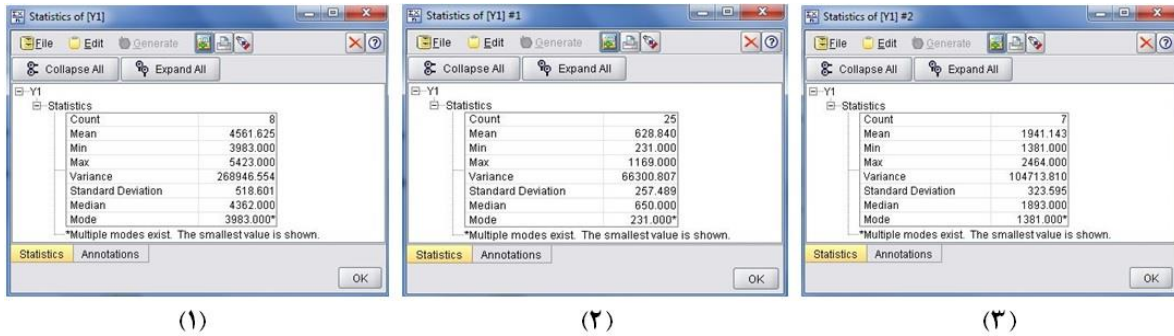 Statistics of [Y1]
File Edit Generate
Collapse All Expand All
Y1
Statistics
Count 8
Mean 4561.625
Min 3983.000
Max 5423.000
Variance 268946.554
Standard Deviation 518.601
Median 4362.000
Mode 3983.000*
*Multiple modes exist. The smallest value is shown.
Statistics Annotations
OK
(۱)
Statistics of [Y1] #1
File Edit Generate
Collapse All Expand All
Y1
Statistics
Count 25
Mean 628.840
Min 231.000
Max 1169.000
Variance 66300.807
Standard Deviation 257.489
Median 650.000
Mode 231.000*
*Multiple modes exist. The smallest value is shown.
Statistics Annotations
OK
(۲)
Statistics of [Y1] #2
File Edit Generate
Collapse All Expand All
Y1
Statistics
Count 7
Mean 1941.143
Min 1381.000
Max 2464.000
Variance 104713.810
Standard Deviation 323.595
Median 1893.000
Mode 1381.000*
*Multiple modes exist. The smallest value is shown.
Statistics Annotations
OK
(۳)